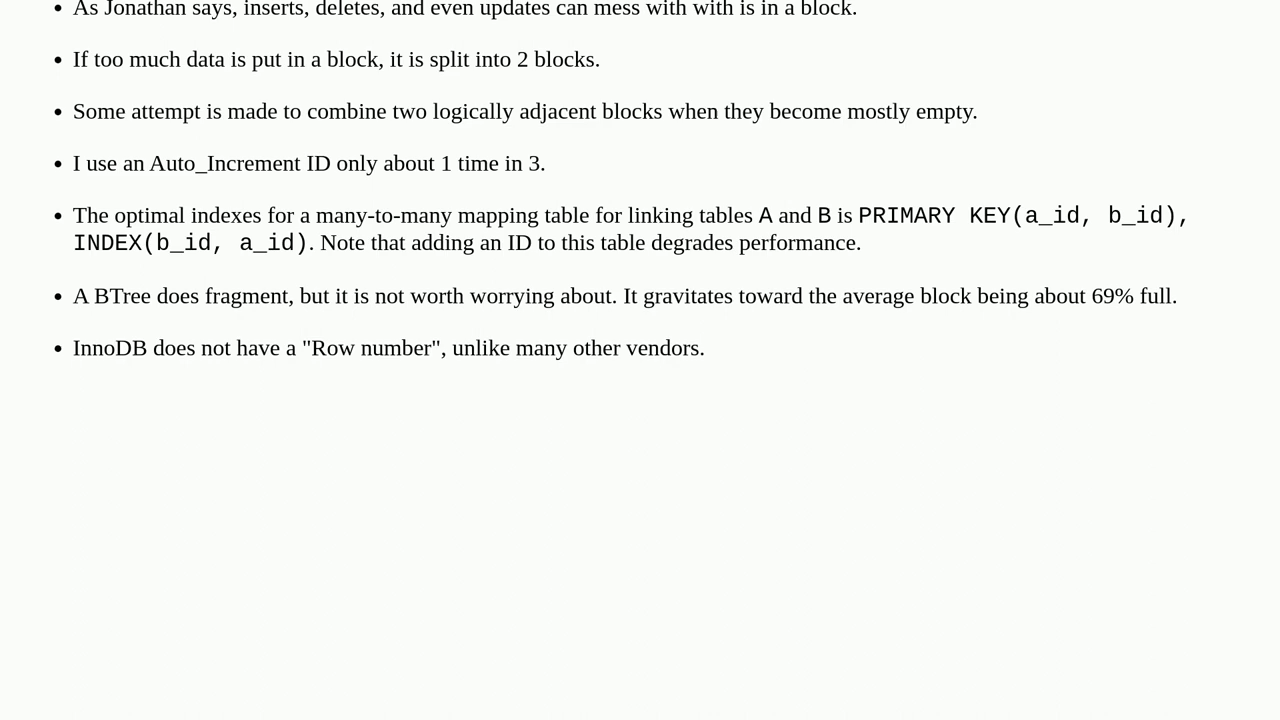 • As Jonathan says, inserts, deletes, and even updates can mess with with is in a block.
• If too much data is put in a block, it is split into 2 blocks.
• Some attempt is made to combine two logically adjacent blocks when they become mostly empty.
• I use an Auto_Increment ID only about 1 time in 3.
• The optimal indexes for a many-to-many mapping table for linking tables A and B is PRIMARY KEY(a_id, b_id),
INDEX(b_id, a_id). Note that adding an ID to this table degrades performance.
• A BTree does fragment, but it is not worth worrying about. It gravitates toward the average block being about 69% full.
• InnoDB does not have a "Row number", unlike many other vendors.